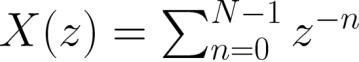 X(z) = ∑_{n=0}^{N−1} z^{−n}